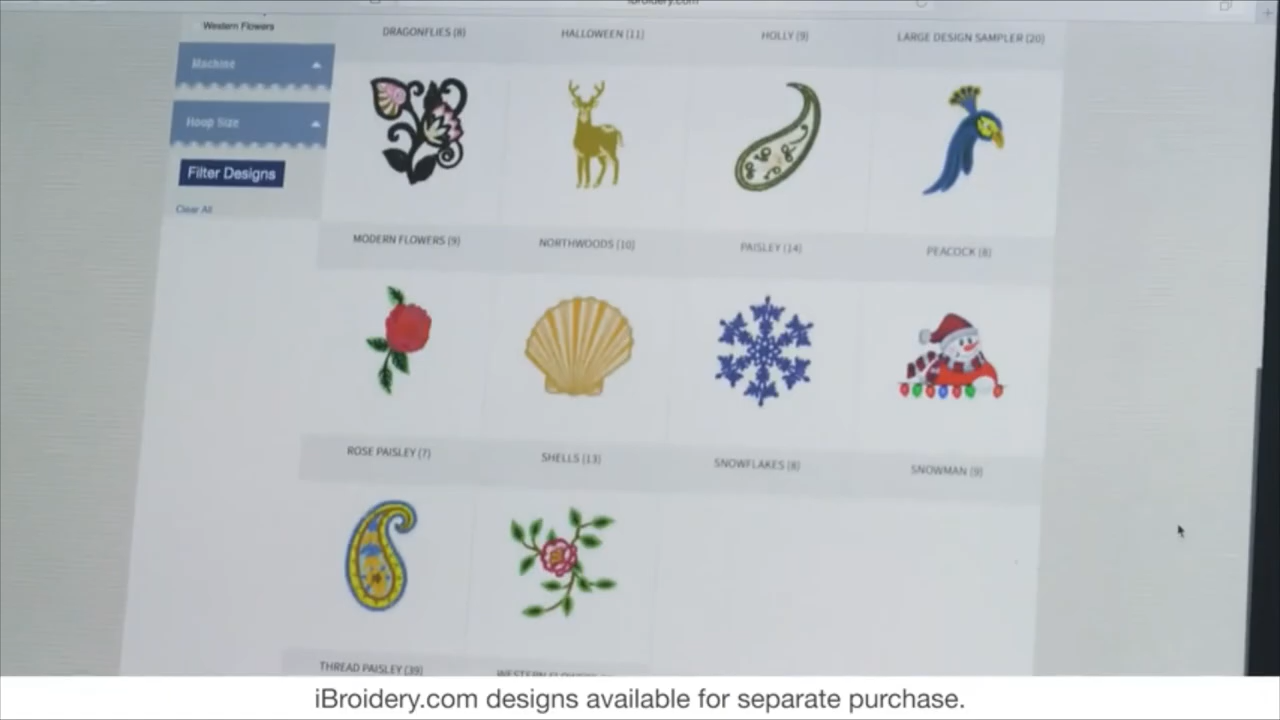 iBroidery.com
Western Flowers
DRAGONFLIES (8)
HALLOWEEN (11)
HOLLY (9)
LARGE DESIGN SAMPLER (20)
Machine
Hoop Size
Filter Designs
Clear All
MODERN FLOWERS (9)
NORTHWOODS (10)
PAISLEY (14)
PEACOCK (8)
ROSE PAISLEY (7)
SHELLS (13)
SNOWFLAKES (8)
SNOWMAN (9)
THREAD PAISLEY (39)
WESTERN FLOWERS
iBroidery.com designs available for separate purchase.